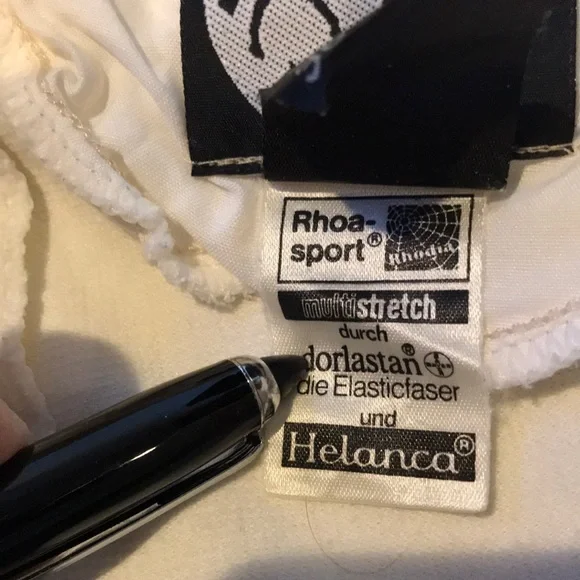 Rhoa-
sport®
Rhodia
multistretch
durch
dorlastan®
die Elasticfaser
und
Helanca®